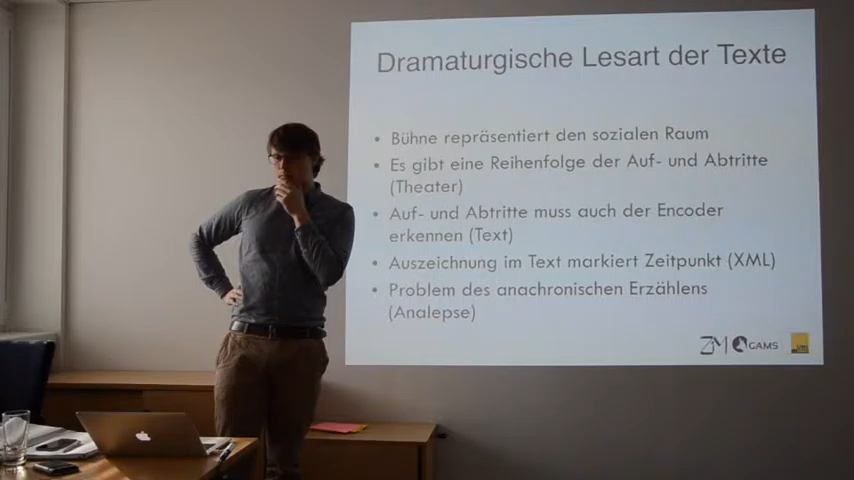 Dramaturgische Lesart der Texte
• Bühne repräsentiert den sozialen Raum
• Es gibt eine Reihenfolge der Auf- und Abtritte
(Theater)
• Auf- und Abtritte muss auch der Encoder
erkennen (Text)
• Auszeichnung im Text markiert Zeitpunkt (XML)
• Problem des anachronistischen Erzählens
(Analepse)
ZIM GAMS